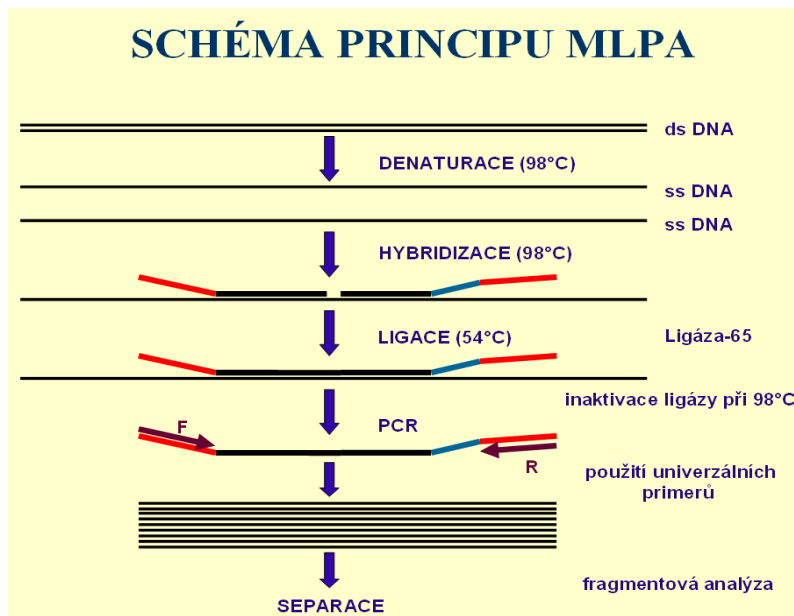 SCHÉMA PRINCIPU MLPA
ds DNA
DENATURACE (98°C)
ss DNA
ss DNA
HYBRIDIZACE (98°C)
LIGACE (54°C)
Ligáza-65
inaktivace ligázy při 98°C
PCR
F
R
použití univerzálních
primerů
fragmentová analýza
SEPARACE